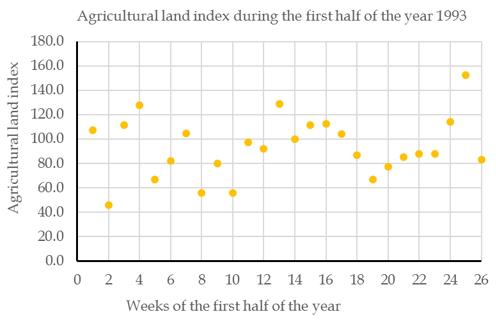 Agricultural land index during the first half of the year 1993
Agricultural land index
180.0
160.0
140.0
120.0
100.0
80.0
60.0
40.0
20.0
0.0
0 2 4 6 8 10 12 14 16 18 20 22 24 26
Weeks of the first half of the year